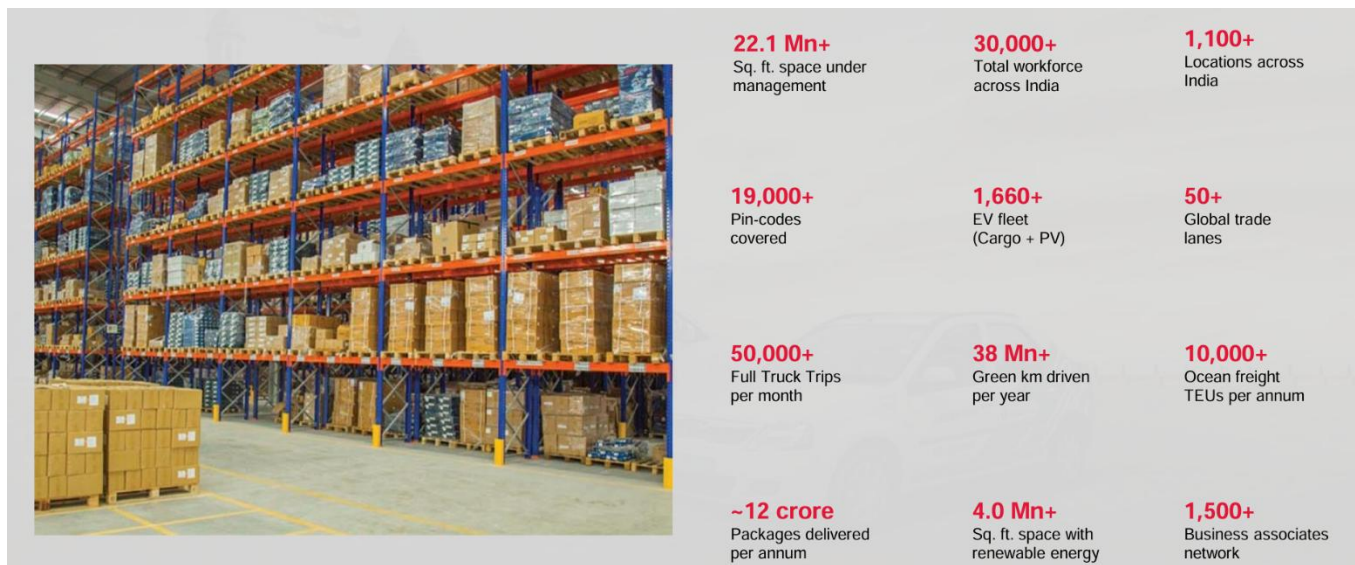 22.1 Mn+
Sq. ft. space under
management
30,000+
Total workforce
across India
1,100+
Locations across
India
19,000+
Pin-codes
covered
1,660+
EV fleet
(Cargo + PV)
50+
Global trade
lanes
50,000+
Full Truck Trips
per month
38 Mn+
Green km driven
per year
10,000+
Ocean freight
TEUs per annum
~12 crore
Packages delivered
per annum
4.0 Mn+
Sq. ft. space with
renewable energy
1,500+
Business associates
network